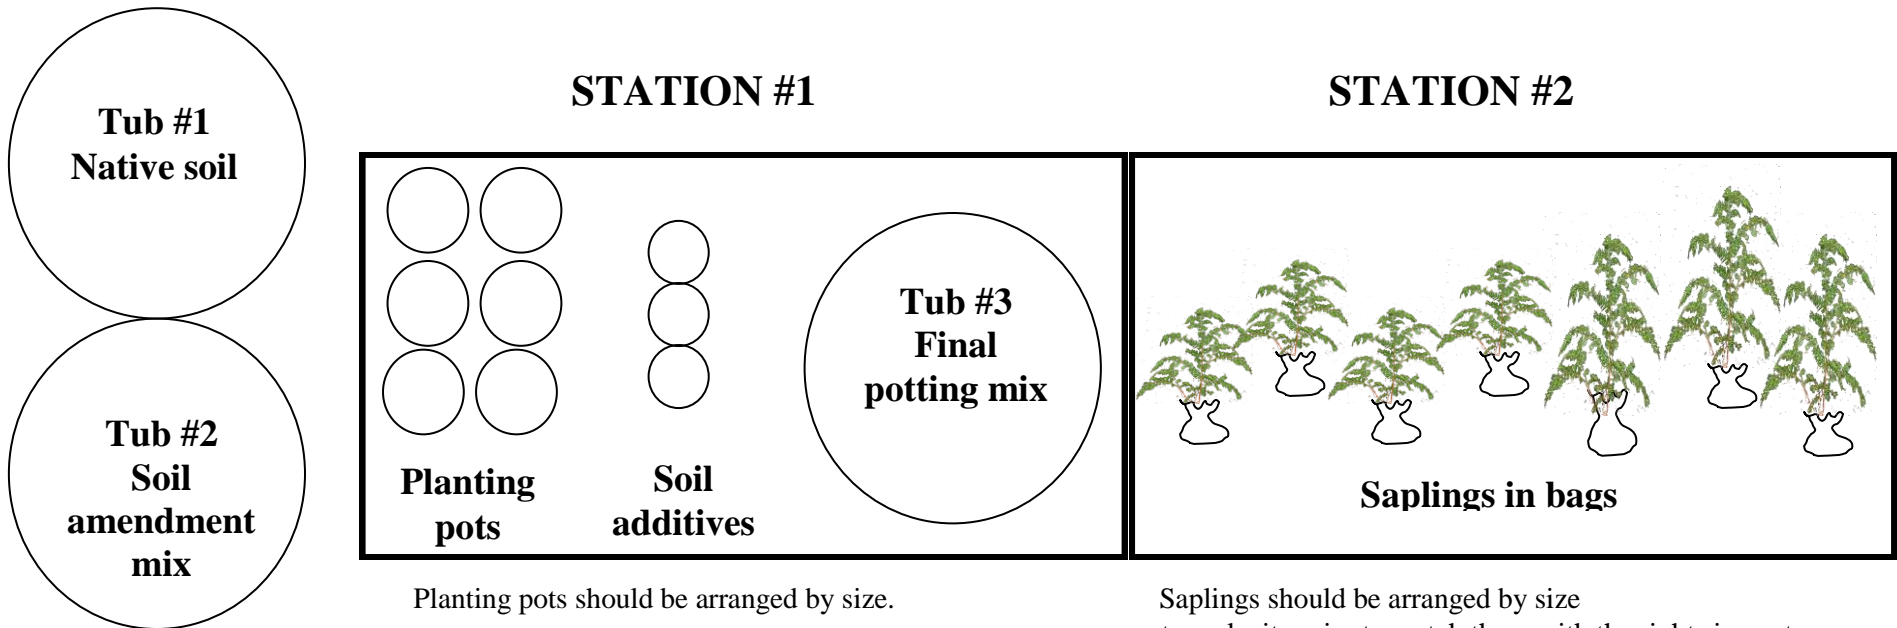 Tub #1
Native soil
Tub #2
Soil
amendment
mix
STATION #1
Planting
pots
Soil
additives
Tub #3
Final
potting mix
Planting pots should be arranged by size.
STATION #2
Saplings in bags
Saplings should be arranged by size